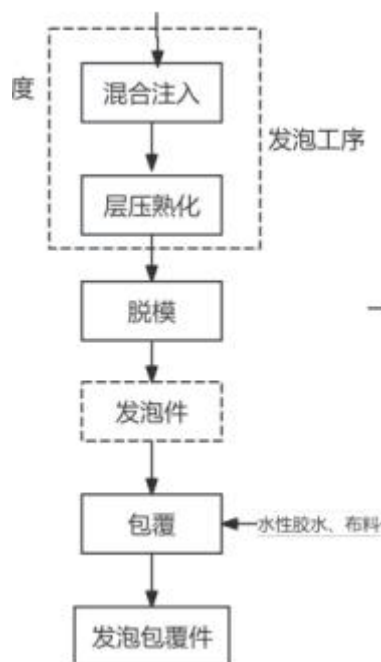 度
混合注入
发泡工序
层压熟化
脱模
发泡件
包覆
水性胶水、布料
发泡包覆件